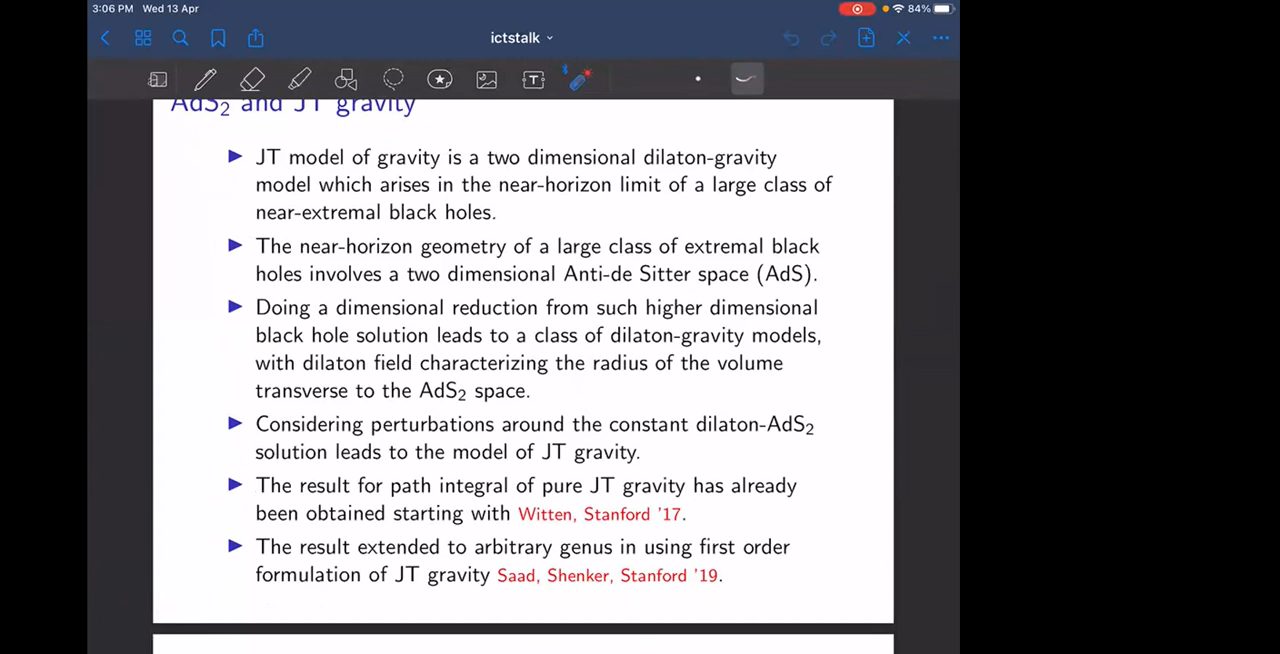 3:06 PM Wed 13 Apr
84%
ictstalk
T
AdS₂ and JT gravity
► JT model of gravity is a two dimensional dilaton-gravity
model which arises in the near-horizon limit of a large class of
near-extremal black holes.
► The near-horizon geometry of a large class of extremal black
holes involves a two dimensional Anti-de Sitter space (AdS).
► Doing a dimensional reduction from such higher dimensional
black hole solution leads to a class of dilaton-gravity models,
with dilaton field characterizing the radius of the volume
transverse to the AdS₂ space.
► Considering perturbations around the constant dilaton-AdS₂
solution leads to the model of JT gravity.
► The result for path integral of pure JT gravity has already
been obtained starting with Witten, Stanford '17.
► The result extended to arbitrary genus in using first order
formulation of JT gravity Saad, Shenker, Stanford '19.